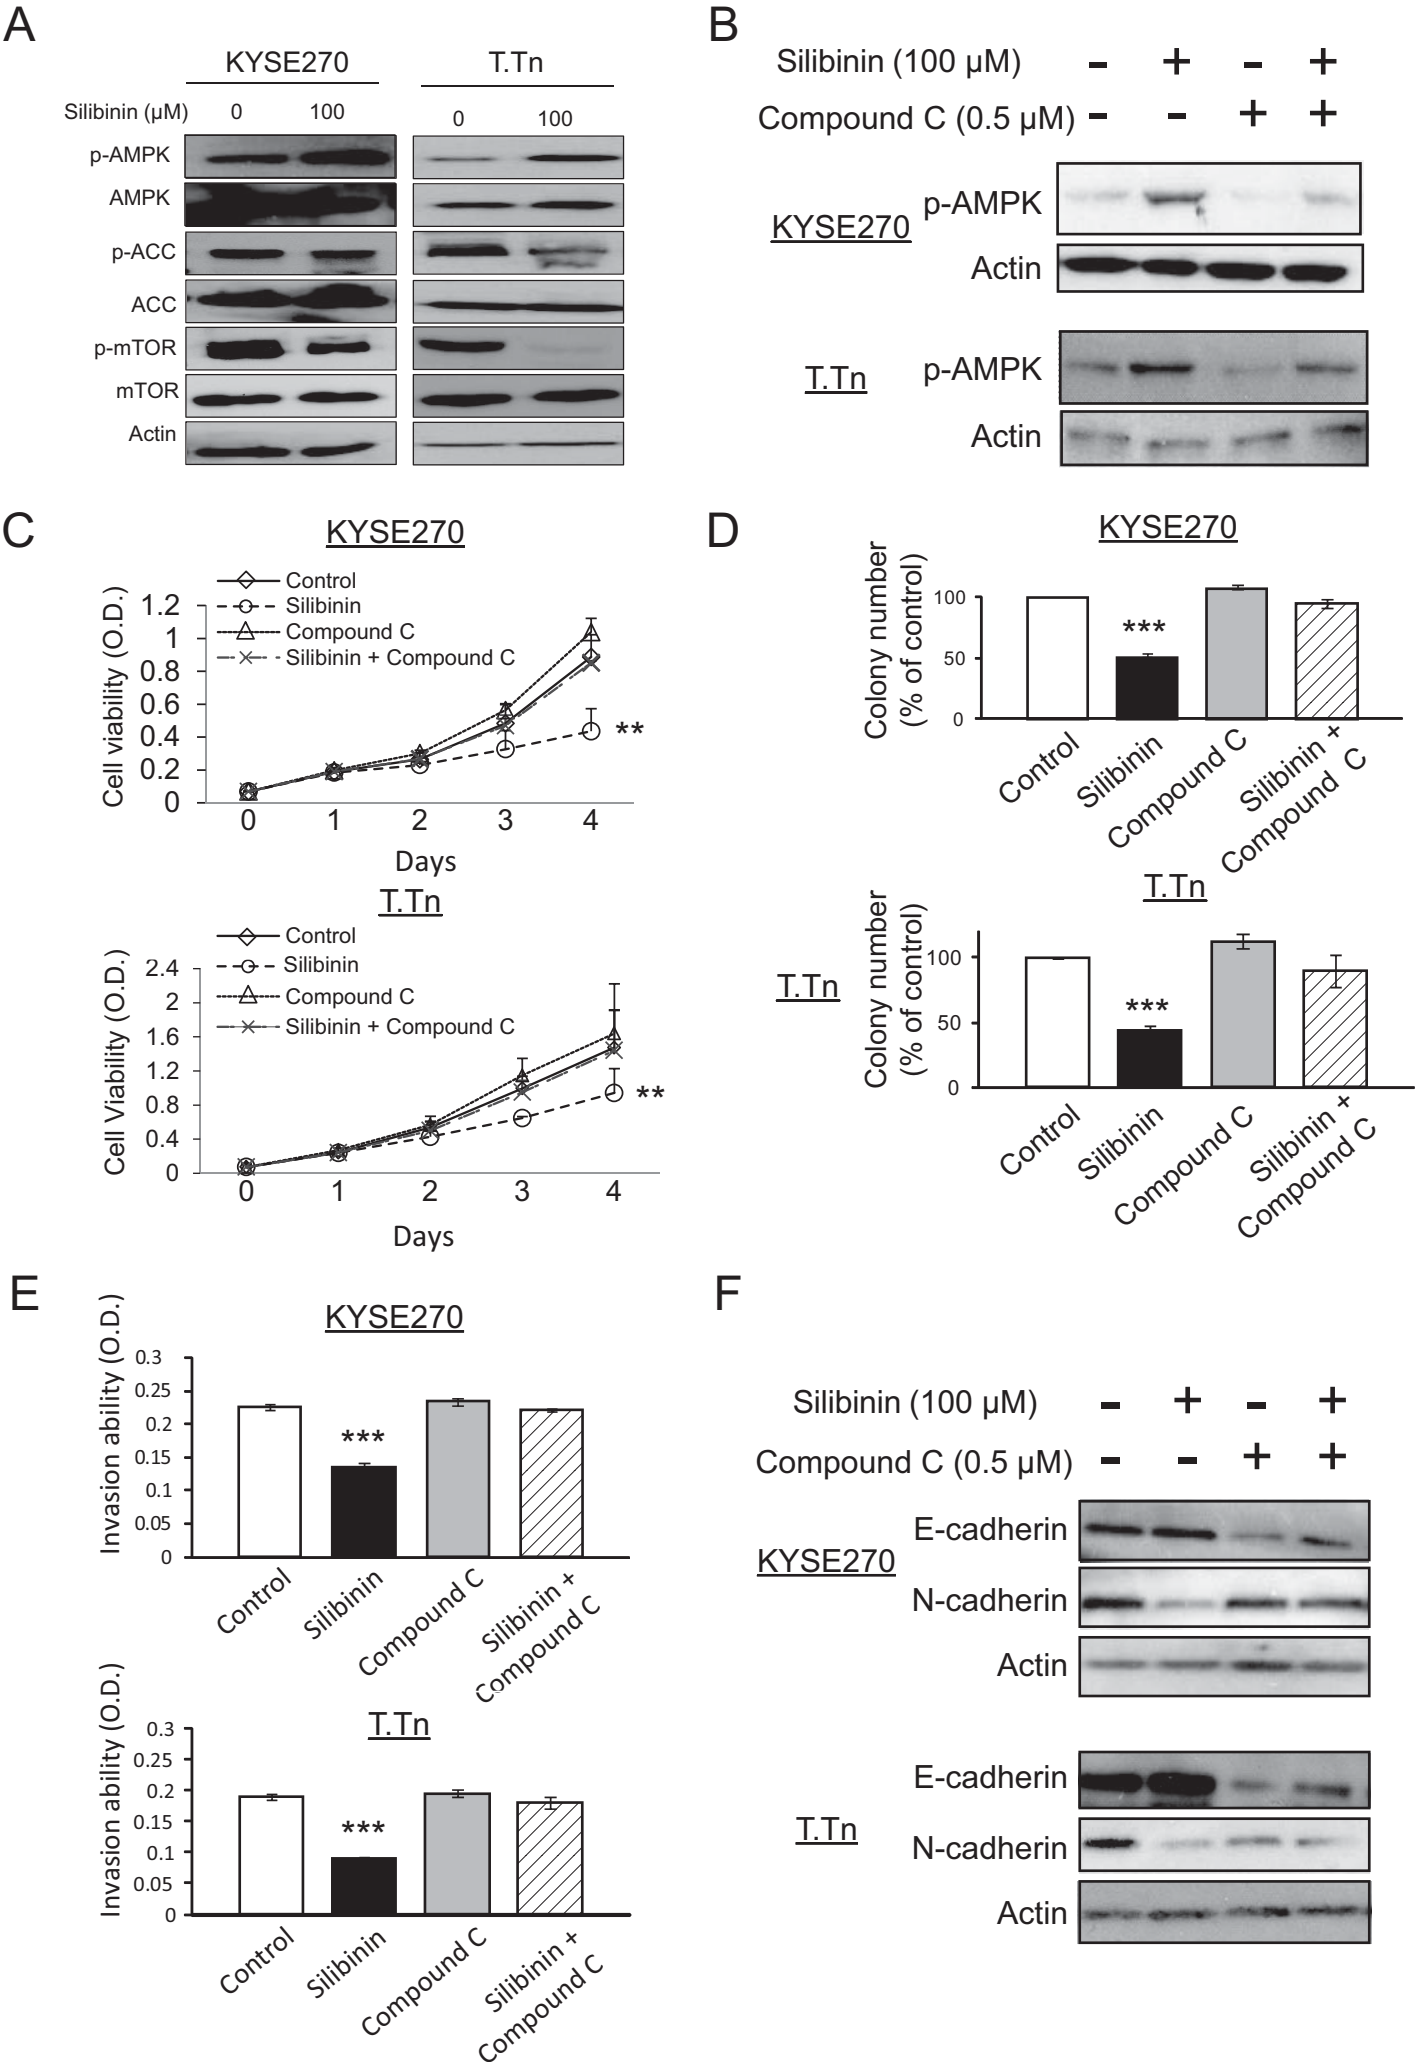 A
KYSE270
T.Tn
Silibinin (µM)
0
100
0
100
p-AMPK
AMPK
p-ACC
ACC
p-mTOR
mTOR
Actin
B
Silibinin (100 µM)
- + - +
Compound C (0.5 µM)
- - + +
KYSE270
p-AMPK
Actin
T.Tn
p-AMPK
Actin
C
KYSE270
Control
Silibinin
Compound C
Silibinin + Compound C
Cell viability (O.D.)
1.2
1
0.8
0.6
0.4
0.2
0
**
0 1 2 3 4
Days
T.Tn
Control
Silibinin
Compound C
Silibinin + Compound C
Cell Viability (O.D.)
2.4
2
1.6
1.2
0.8
0.4
0
**
0 1 2 3 4
Days
D
KYSE270
Colony number
(% of control)
100
50
0
***
Control
Silibinin
Compound C
Silibinin +
Compound C
T.Tn
T.Tn
Colony number
(% of control)
100
50
0
***
Control
Silibinin
Compound C
Silibinin +
Compound C
E
KYSE270
Invasion ability (O.D.)
0.3
0.25
0.2
0.15
0.1
0.05
0
***
Control
Silibinin
Compound C
Silibinin +
Compound C
T.Tn
Invasion ability (O.D.)
0.3
0.25
0.2
0.15
0.1
0.05
0
***
Control
Silibinin
Compound C
Silibinin +
Compound C
F
Silibinin (100 µM)
- + - +
Compound C (0.5 µM)
- - + +
KYSE270
E-cadherin
N-cadherin
Actin
T.Tn
E-cadherin
N-cadherin
Actin